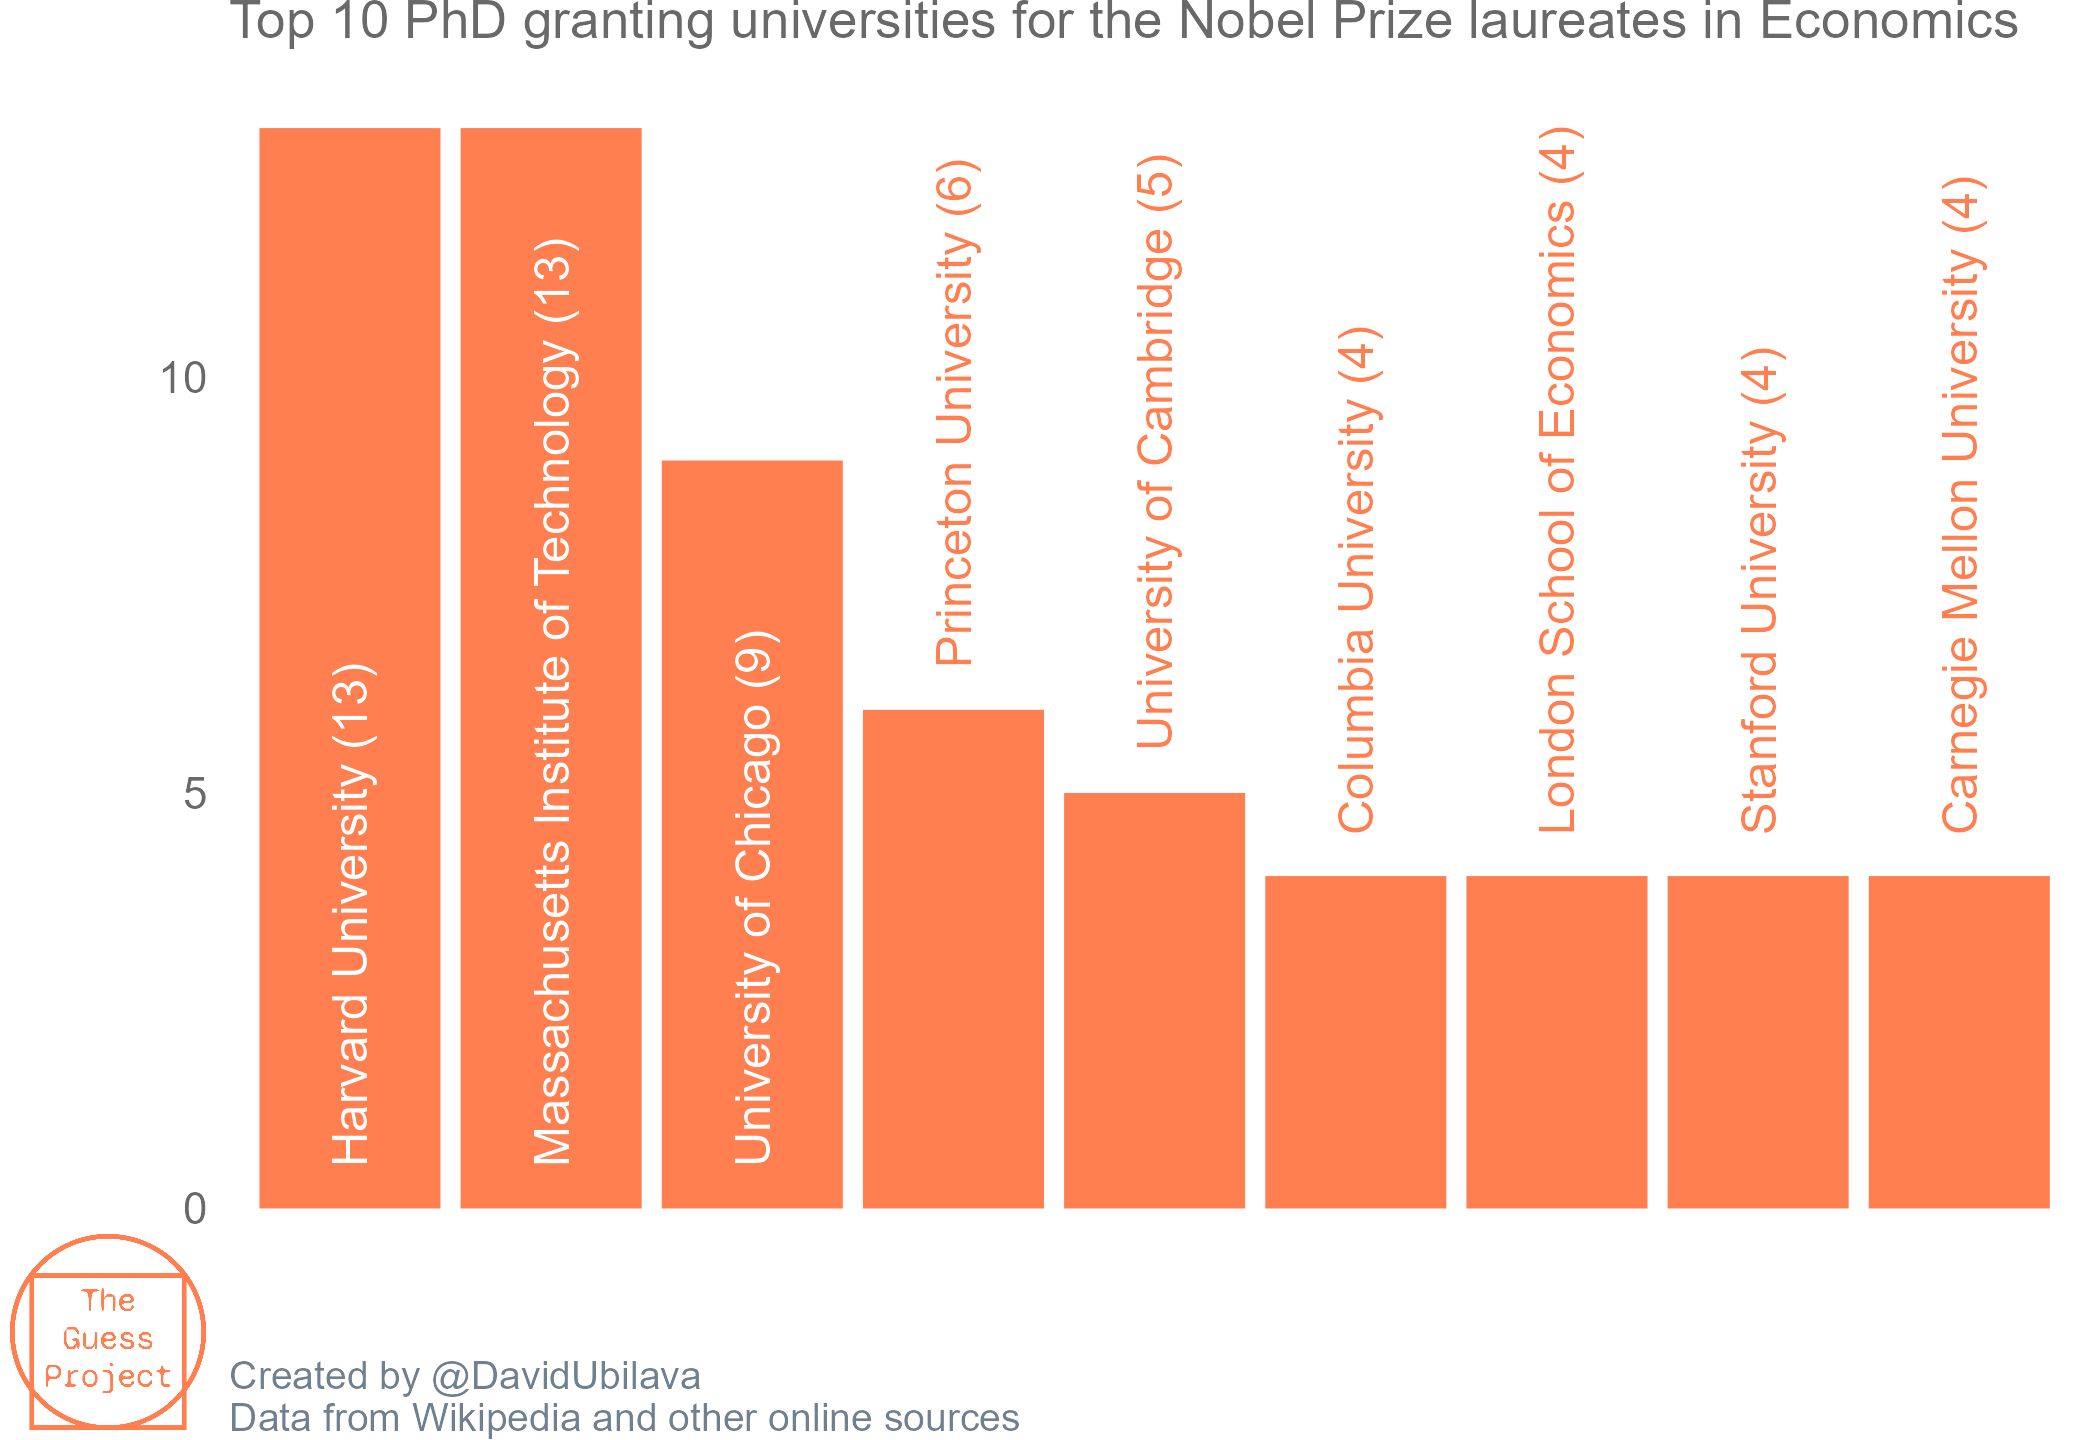 Top 10 PhD granting universities for the Nobel Prize laureates in Economics
10
5
0
Harvard University (13)
Massachusetts Institute of Technology (13)
University of Chicago (9)
Princeton University (6)
University of Cambridge (5)
Columbia University (4)
London School of Economics (4)
Stanford University (4)
Carnegie Mellon University (4)
The
Guess
Project
Created by @DavidUbilava
Data from Wikipedia and other online sources